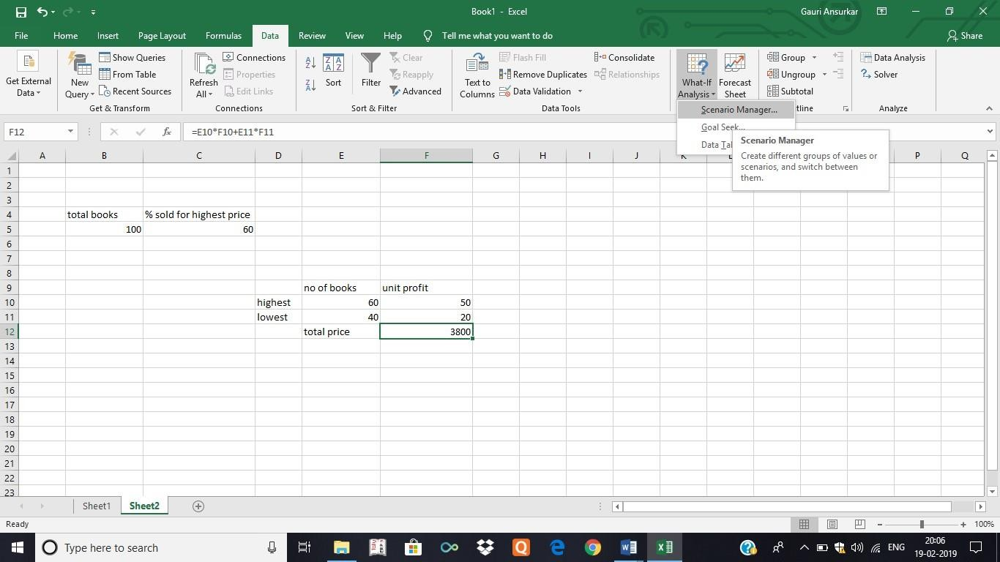 Book1 - Excel
Gauri Ansurkar
File Home Insert Page Layout Formulas Data Review View Help Tell me what you want to do Share
Get External Data
New Query
Show Queries
From Table
Recent Sources
Get & Transform
Refresh All
Connections
Properties
Edit Links
Connections
Sort
Filter
Clear
Reapply
Advanced
Sort & Filter
Text to Columns
Flash Fill
Remove Duplicates
Data Validation
Consolidate
Relationships
Data Tools
What-If Analysis
Forecast Sheet
Group
Ungroup
Subtotal
tline
Data Analysis
Solver
Analyze
Scenario Manager...
Goal Seek...
Data Tal
Scenario Manager
Create different groups of values or
scenarios, and switch between
them.
F12 fx =E10*F10+E11*F11
A B C D E F G H I J K L P Q
1
2
3
4 total books % sold for highest price
5 100 60
6
7
8
9 no of books unit profit
10 highest 60 50
11 lowest 40 20
12 total price 3800
13
14
15
16
17
18
19
20
21
22
23
Sheet1 Sheet2
Ready 100%
Type here to search
ENG
20:06
19-02-2019